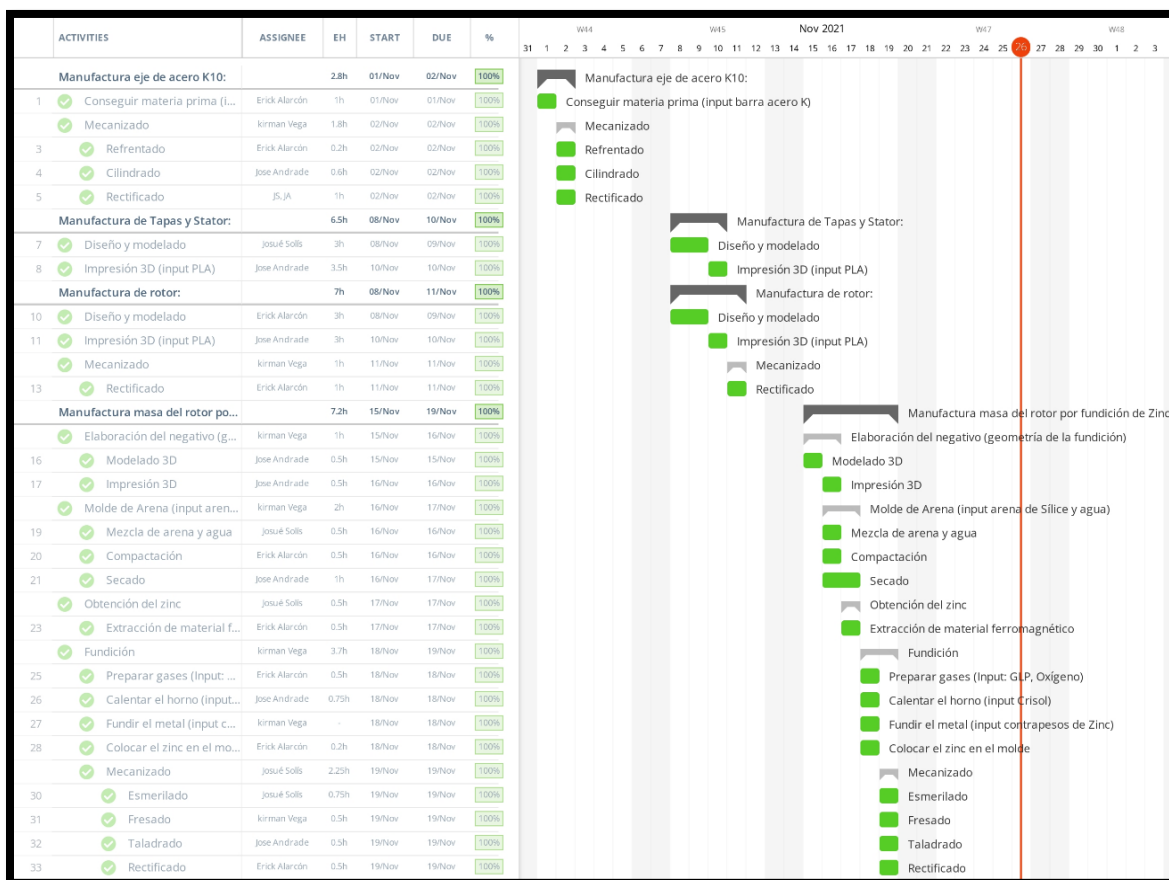 ACTIVITIES ASSIGNEE EH START DUE %
W44 W45 Nov 2021 W47 W48
31 1 2 3 4 5 6 7 8 9 10 11 12 13 14 15 16 17 18 19 20 21 22 23 24 25 26 27 28 29 30 1 2 3
Manufactura eje de acero K10: 2.8h 01/Nov 02/Nov 100% Manufactura eje de acero K10:
1 Conseguir materia prima (i... Erick Alarcón 1h 01/Nov 01/Nov 100% Conseguir materia prima (input barra acero K)
Mecanizado kirman Vega 1.8h 02/Nov 02/Nov 100% Mecanizado
3 Refrentado Erick Alarcón 0.2h 02/Nov 02/Nov 100% Refrentado
4 Cilindrado Jose Andrade 0.6h 02/Nov 02/Nov 100% Cilindrado
5 Rectificado JS, JA 1h 02/Nov 02/Nov 100% Rectificado
Manufactura de Tapas y Stator: 6.5h 08/Nov 10/Nov 100% Manufactura de Tapas y Stator:
7 Diseño y modelado Josué Solís 3h 08/Nov 09/Nov 100% Diseño y modelado
8 Impresión 3D (input PLA) Jose Andrade 3.5h 10/Nov 10/Nov 100% Impresión 3D (input PLA)
Manufactura de rotor: 7h 08/Nov 11/Nov 100% Manufactura de rotor:
10 Diseño y modelado Erick Alarcón 3h 08/Nov 09/Nov 100% Diseño y modelado
11 Impresión 3D (input PLA) Jose Andrade 3h 10/Nov 10/Nov 100% Impresión 3D (input PLA)
Mecanizado kirman Vega 1h 11/Nov 11/Nov 100% Mecanizado
13 Rectificado Erick Alarcón 1h 11/Nov 11/Nov 100% Rectificado
Manufactura masa del rotor po... 7.2h 15/Nov 19/Nov 100% Manufactura masa del rotor por fundición de Zinc
Elaboración del negativo (g... kirman Vega 1h 15/Nov 16/Nov 100% Elaboración del negativo (geometría de la fundición)
16 Modelado 3D Jose Andrade 0.5h 15/Nov 15/Nov 100% Modelado 3D
17 Impresión 3D Jose Andrade 0.5h 16/Nov 16/Nov 100% Impresión 3D
Molde de Arena (input aren... kirman Vega 2h 16/Nov 17/Nov 100% Molde de Arena (input arena de Sílice y agua)
19 Mezcla de arena y agua Josué Solís 0.5h 16/Nov 16/Nov 100% Mezcla de arena y agua
20 Compactación Erick Alarcón 0.5h 16/Nov 16/Nov 100% Compactación
21 Secado Jose Andrade 1h 16/Nov 17/Nov 100% Secado
Obtención del zinc Josué Solís 0.5h 17/Nov 17/Nov 100% Obtención del zinc
23 Extracción de material f... Erick Alarcón 0.5h 17/Nov 17/Nov 100% Extracción de material ferromagnético
Fundición kirman Vega 3.7h 18/Nov 19/Nov 100% Fundición
25 Preparar gases (Input: ... Erick Alarcón 0.5h 18/Nov 18/Nov 100% Preparar gases (Input: GLP, Oxígeno)
26 Calentar el horno (input... Jose Andrade 0.75h 18/Nov 18/Nov 100% Calentar el horno (input Crisol)
27 Fundir el metal (input c... kirman Vega - 18/Nov 18/Nov 100% Fundir el metal (input contrapesos de Zinc)
28 Colocar el zinc en el mo... Erick Alarcón 0.2h 18/Nov 18/Nov 100% Colocar el zinc en el molde
Mecanizado Josué Solís 2.25h 19/Nov 19/Nov 100% Mecanizado
30 Esmerilado Josué Solís 0.75h 19/Nov 19/Nov 100% Esmerilado
31 Fresado kirman Vega 0.5h 19/Nov 19/Nov 100% Fresado
32 Taladrado Jose Andrade 0.5h 19/Nov 19/Nov 100% Taladrado
33 Rectificado Erick Alarcón 0.5h 19/Nov 19/Nov 100% Rectificado